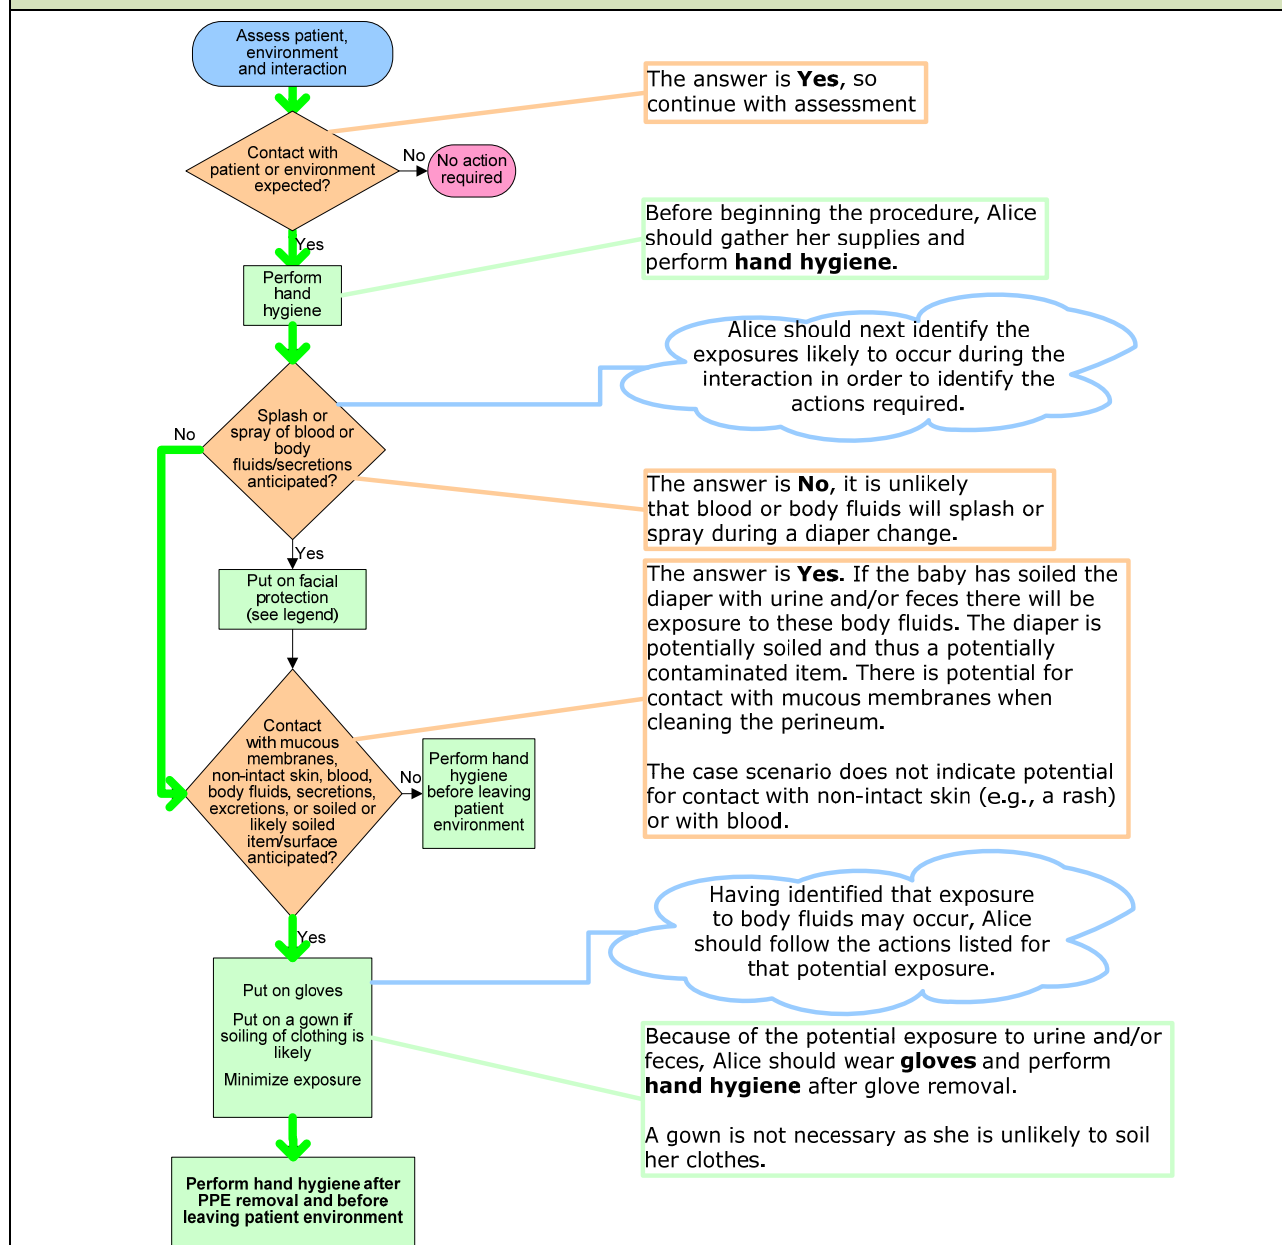 Assess patient,
environment
and interaction
The answer is Yes, so
continue with assessment
Contact with
patient or environment
expected?
No
No action
required
Yes
Before beginning the procedure, Alice
should gather her supplies and
perform hand hygiene.
Perform
hand
hygiene
Alice should next identify the
exposures likely to occur during the
interaction in order to identify the
actions required.
Splash or
spray of blood or
body
fluids/secretions
anticipated?
No
The answer is No, it is unlikely
that blood or body fluids will splash or
spray during a diaper change.
Yes
Put on facial
protection
(see legend)
The answer is Yes. If the baby has soiled the
diaper with urine and/or feces there will be
exposure to these body fluids. The diaper is
potentially soiled and thus a potentially
contaminated item. There is potential for
contact with mucous membranes when
cleaning the perineum.
The case scenario does not indicate potential
for contact with non-intact skin (e.g., a rash)
or with blood.
Contact
with mucous
membranes,
non-intact skin, blood,
body fluids, secretions,
excretions, or soiled or
likely soiled
item/surface
anticipated?
No
Perform hand
hygiene
before leaving
patient
environment
Yes
Having identified that exposure
to body fluids may occur, Alice
should follow the actions listed for
that potential exposure.
Put on gloves
Put on a gown if
soiling of clothing is
likely
Minimize exposure
Because of the potential exposure to urine and/or
feces, Alice should wear gloves and perform
hand hygiene after glove removal.
A gown is not necessary as she is unlikely to soil
her clothes.
Perform hand hygiene after
PPE removal and before
leaving patient environment